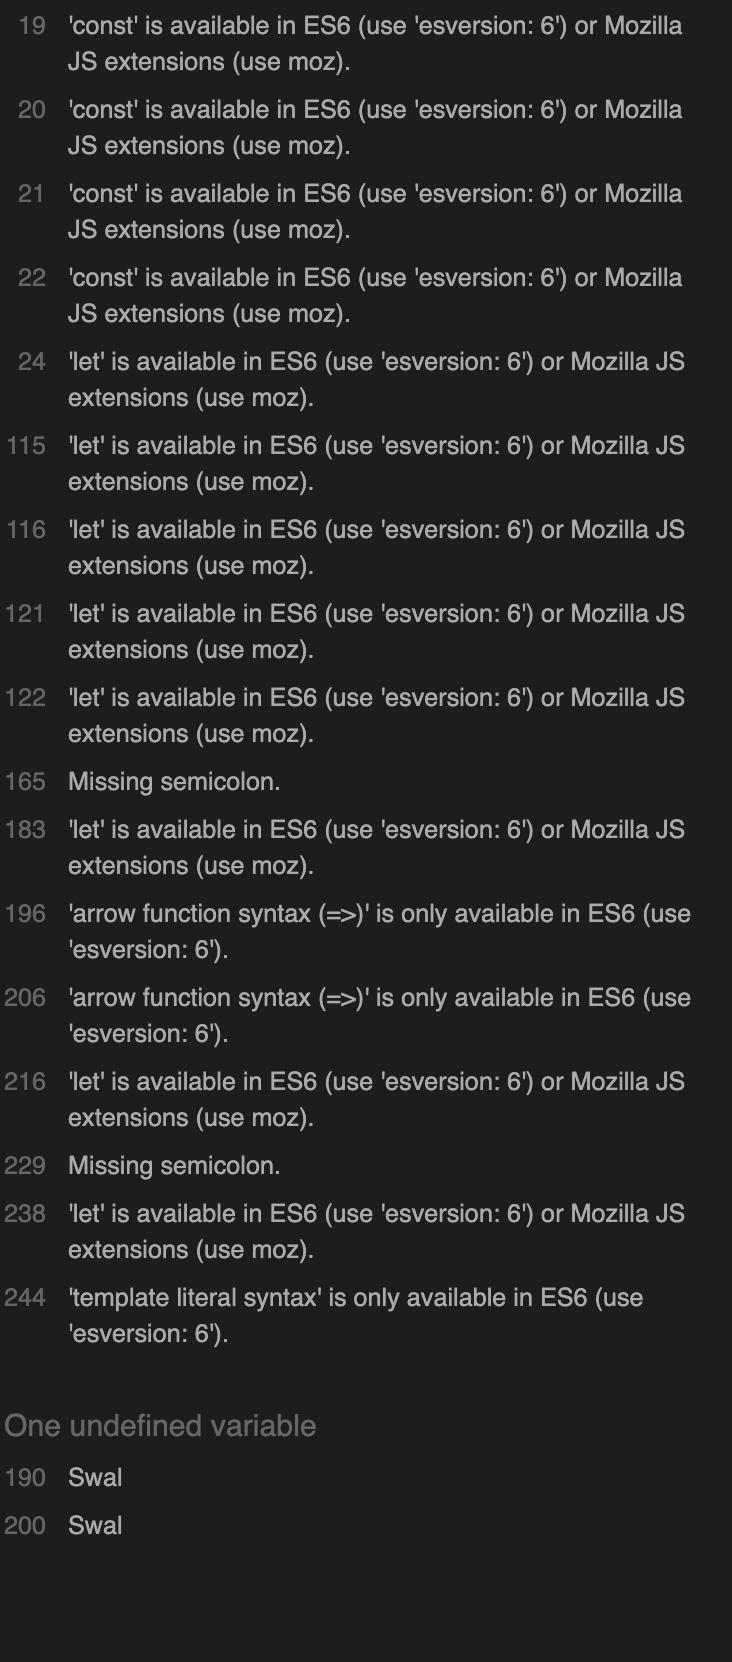 19 'const' is available in ES6 (use 'esversion: 6') or Mozilla
JS extensions (use moz).
20 'const' is available in ES6 (use 'esversion: 6') or Mozilla
JS extensions (use moz).
21 'const' is available in ES6 (use 'esversion: 6') or Mozilla
JS extensions (use moz).
22 'const' is available in ES6 (use 'esversion: 6') or Mozilla
JS extensions (use moz).
24 'let' is available in ES6 (use 'esversion: 6') or Mozilla JS
extensions (use moz).
115 'let' is available in ES6 (use 'esversion: 6') or Mozilla JS
extensions (use moz).
116 'let' is available in ES6 (use 'esversion: 6') or Mozilla JS
extensions (use moz).
121 'let' is available in ES6 (use 'esversion: 6') or Mozilla JS
extensions (use moz).
122 'let' is available in ES6 (use 'esversion: 6') or Mozilla JS
extensions (use moz).
165 Missing semicolon.
183 'let' is available in ES6 (use 'esversion: 6') or Mozilla JS
extensions (use moz).
196 'arrow function syntax (=>)' is only available in ES6 (use
'esversion: 6').
206 'arrow function syntax (=>)' is only available in ES6 (use
'esversion: 6').
216 'let' is available in ES6 (use 'esversion: 6') or Mozilla JS
extensions (use moz).
229 Missing semicolon.
238 'let' is available in ES6 (use 'esversion: 6') or Mozilla JS
extensions (use moz).
244 'template literal syntax' is only available in ES6 (use
'esversion: 6').
One undefined variable
190 Swal
200 Swal